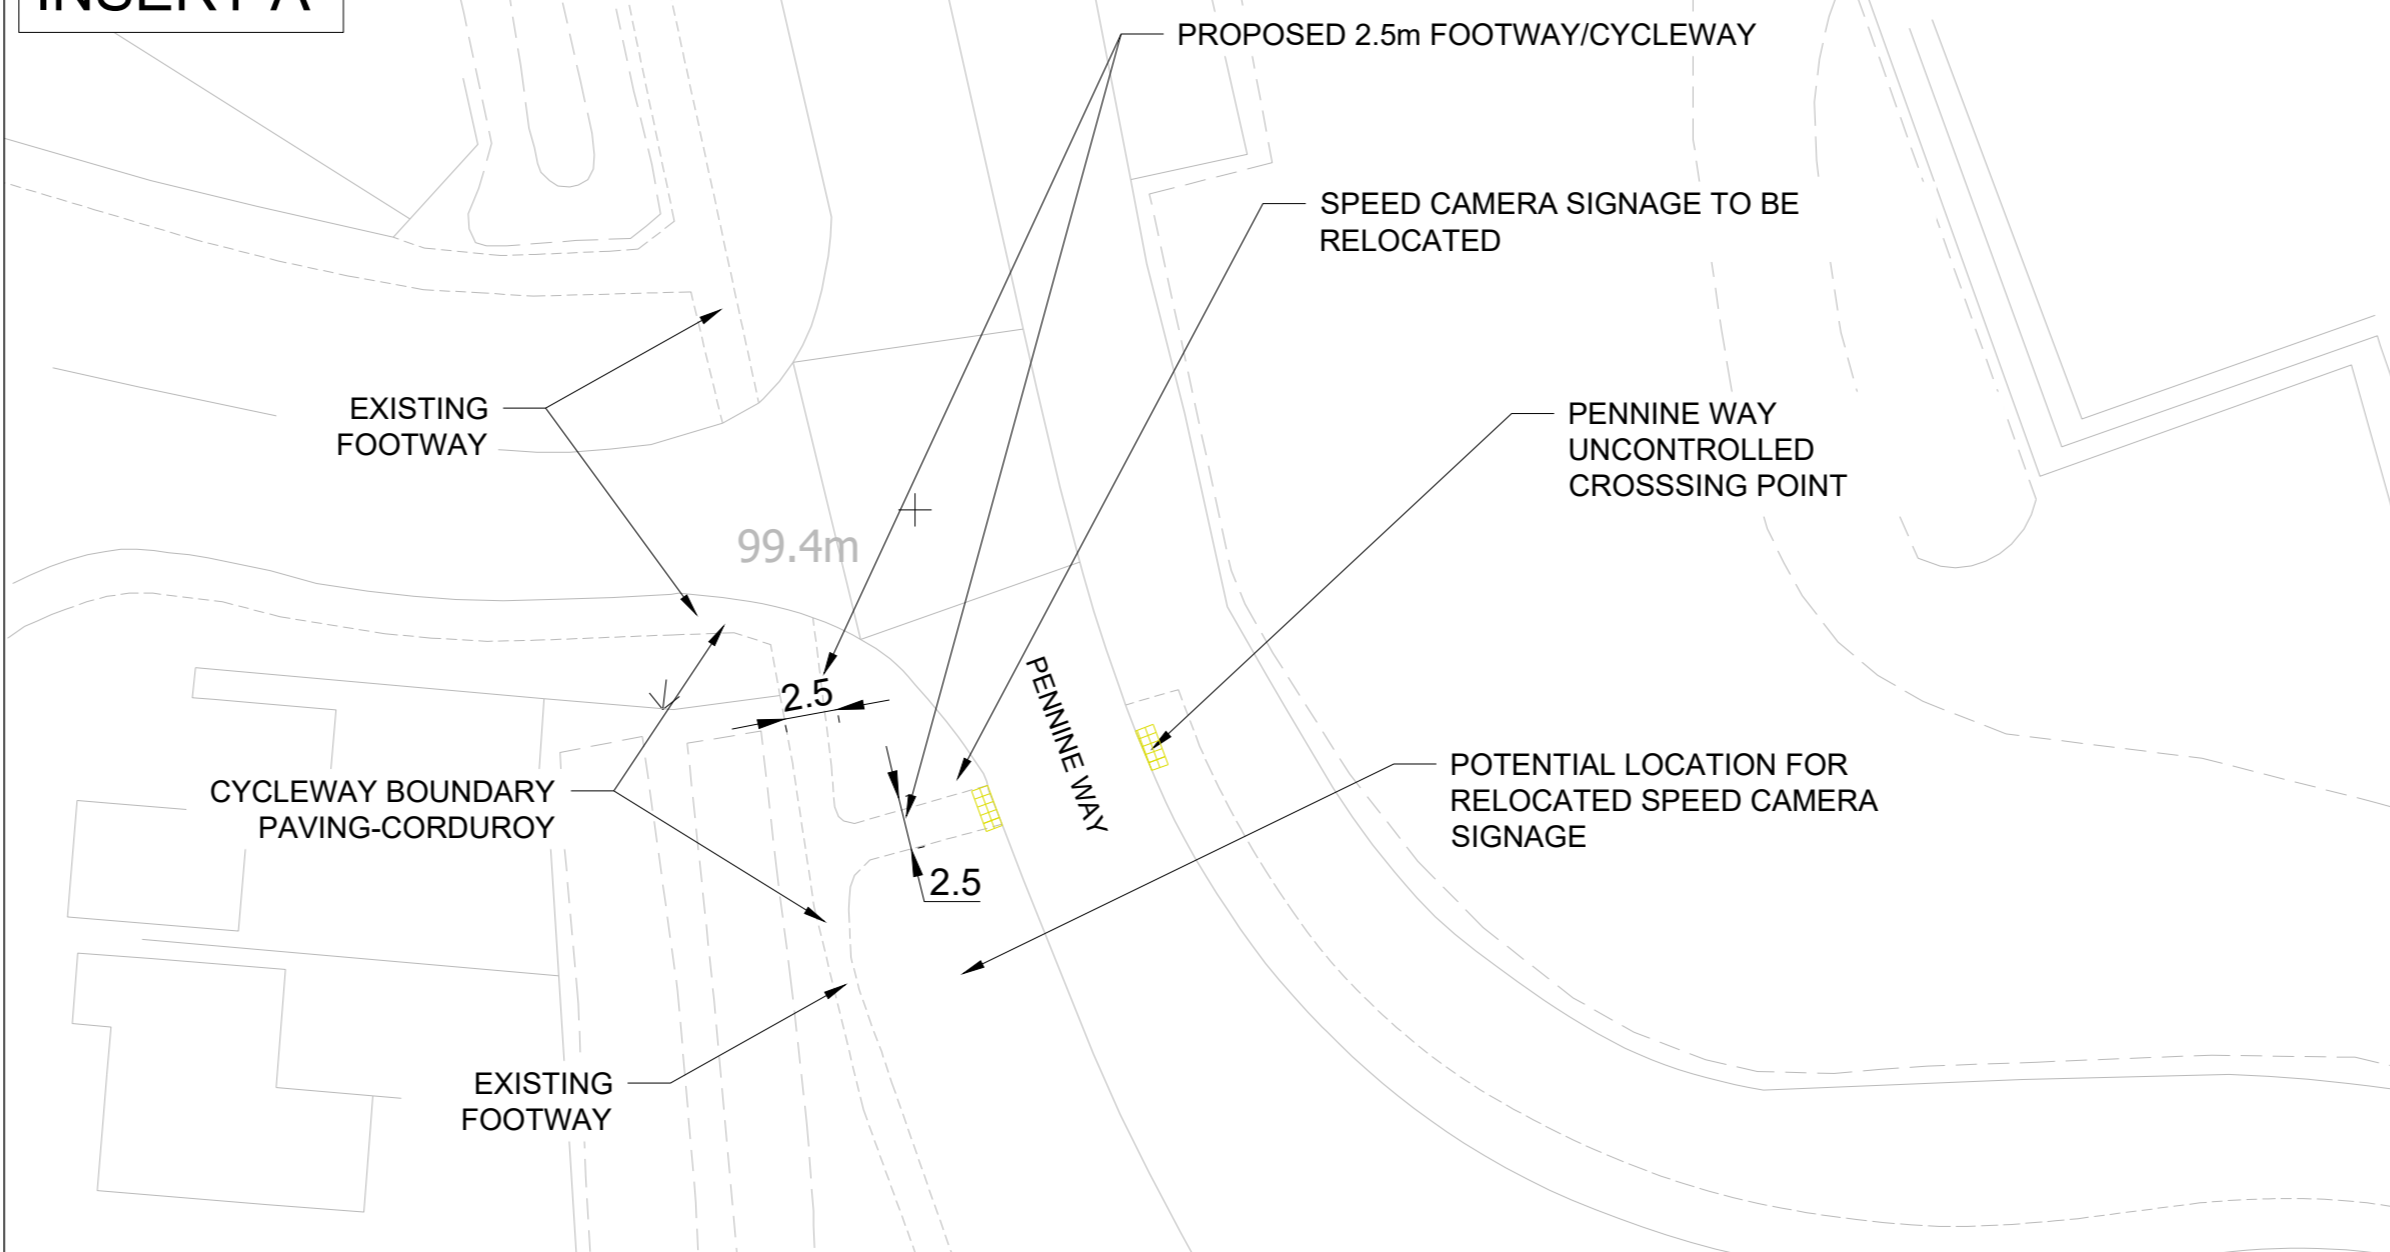 INSERT A
PROPOSED 2.5m FOOTWAY/CYCLEWAY
SPEED CAMERA SIGNAGE TO BE
RELOCATED
EXISTING
FOOTWAY
PENNINE WAY
UNCONTROLLED
CROSSSING POINT
99.4m
2.5
PENNINE WAY
CYCLEWAY BOUNDARY
PAVING-CORDUROY
POTENTIAL LOCATION FOR
RELOCATED SPEED CAMERA
SIGNAGE
2.5
EXISTING
FOOTWAY